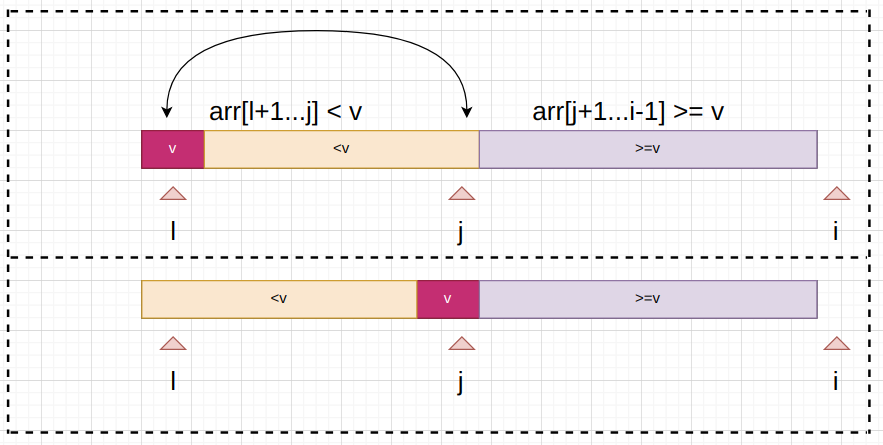 arr[l+1...j] < v arr[j+1...i-1] >= v
v <v >=v
l j i
<v v >=v
l j i